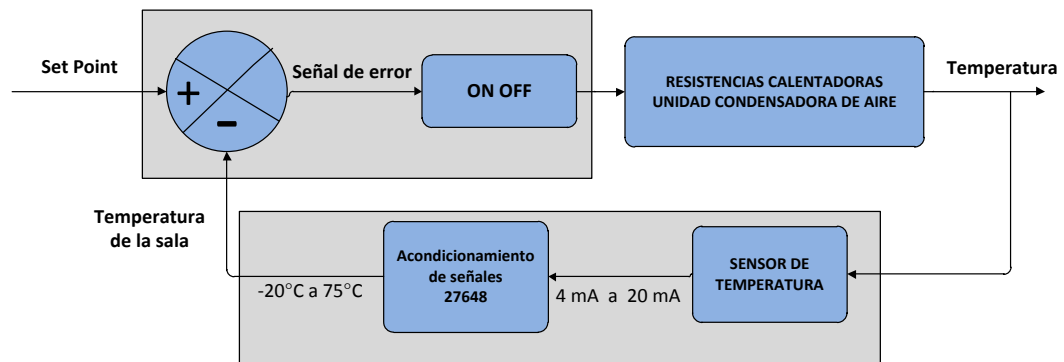 Set Point
+
−
Señal de error
ON OFF
RESISTENCIAS CALENTADORAS
UNIDAD CONDENSADORA DE AIRE
Temperatura
Temperatura
de la sala
-20°C a 75°C
Acondicionamiento
de señales
27648
4 mA a 20 mA
SENSOR DE
TEMPERATURA